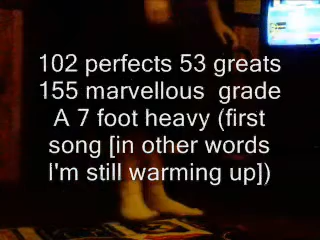 102 perfects 53 greats
155 marvellous  grade
A 7 foot heavy (first
song [in other words
I'm still warming up])